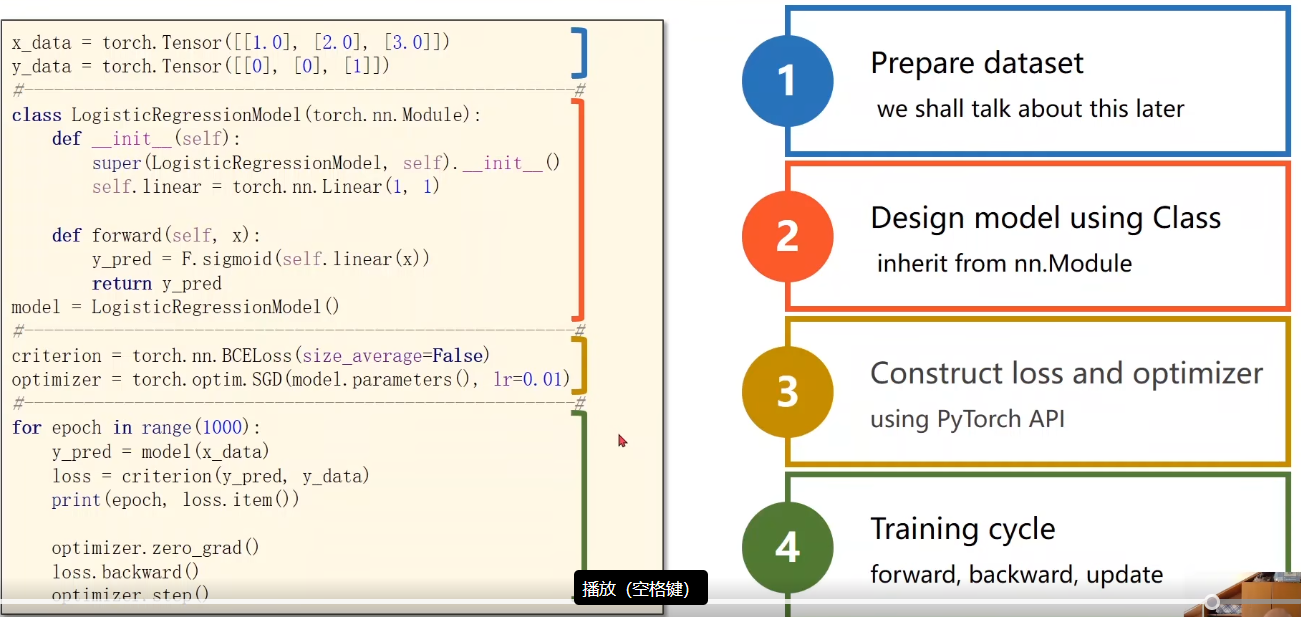 x_data = torch.Tensor([[1.0], [2.0], [3.0]])
y_data = torch.Tensor([[0], [0], [1]])
#-------------------------------------------------------#
class LogisticRegressionModel(torch.nn.Module):
    def __init__(self):
        super(LogisticRegressionModel, self).__init__()
        self.linear = torch.nn.Linear(1, 1)

    def forward(self, x):
        y_pred = F.sigmoid(self.linear(x))
        return y_pred
model = LogisticRegressionModel()
#-------------------------------------------------------#
criterion = torch.nn.BCELoss(size_average=False)
optimizer = torch.optim.SGD(model.parameters(), lr=0.01)
#-------------------------------------------------------#
for epoch in range(1000):
    y_pred = model(x_data)
    loss = criterion(y_pred, y_data)
    print(epoch, loss.item())

    optimizer.zero_grad()
    loss.backward()
    optimizer.step()
播放（空格键）
1
Prepare dataset
we shall talk about this later
2
Design model using Class
inherit from nn.Module
3
Construct loss and optimizer
using PyTorch API
4
Training cycle
forward, backward, update